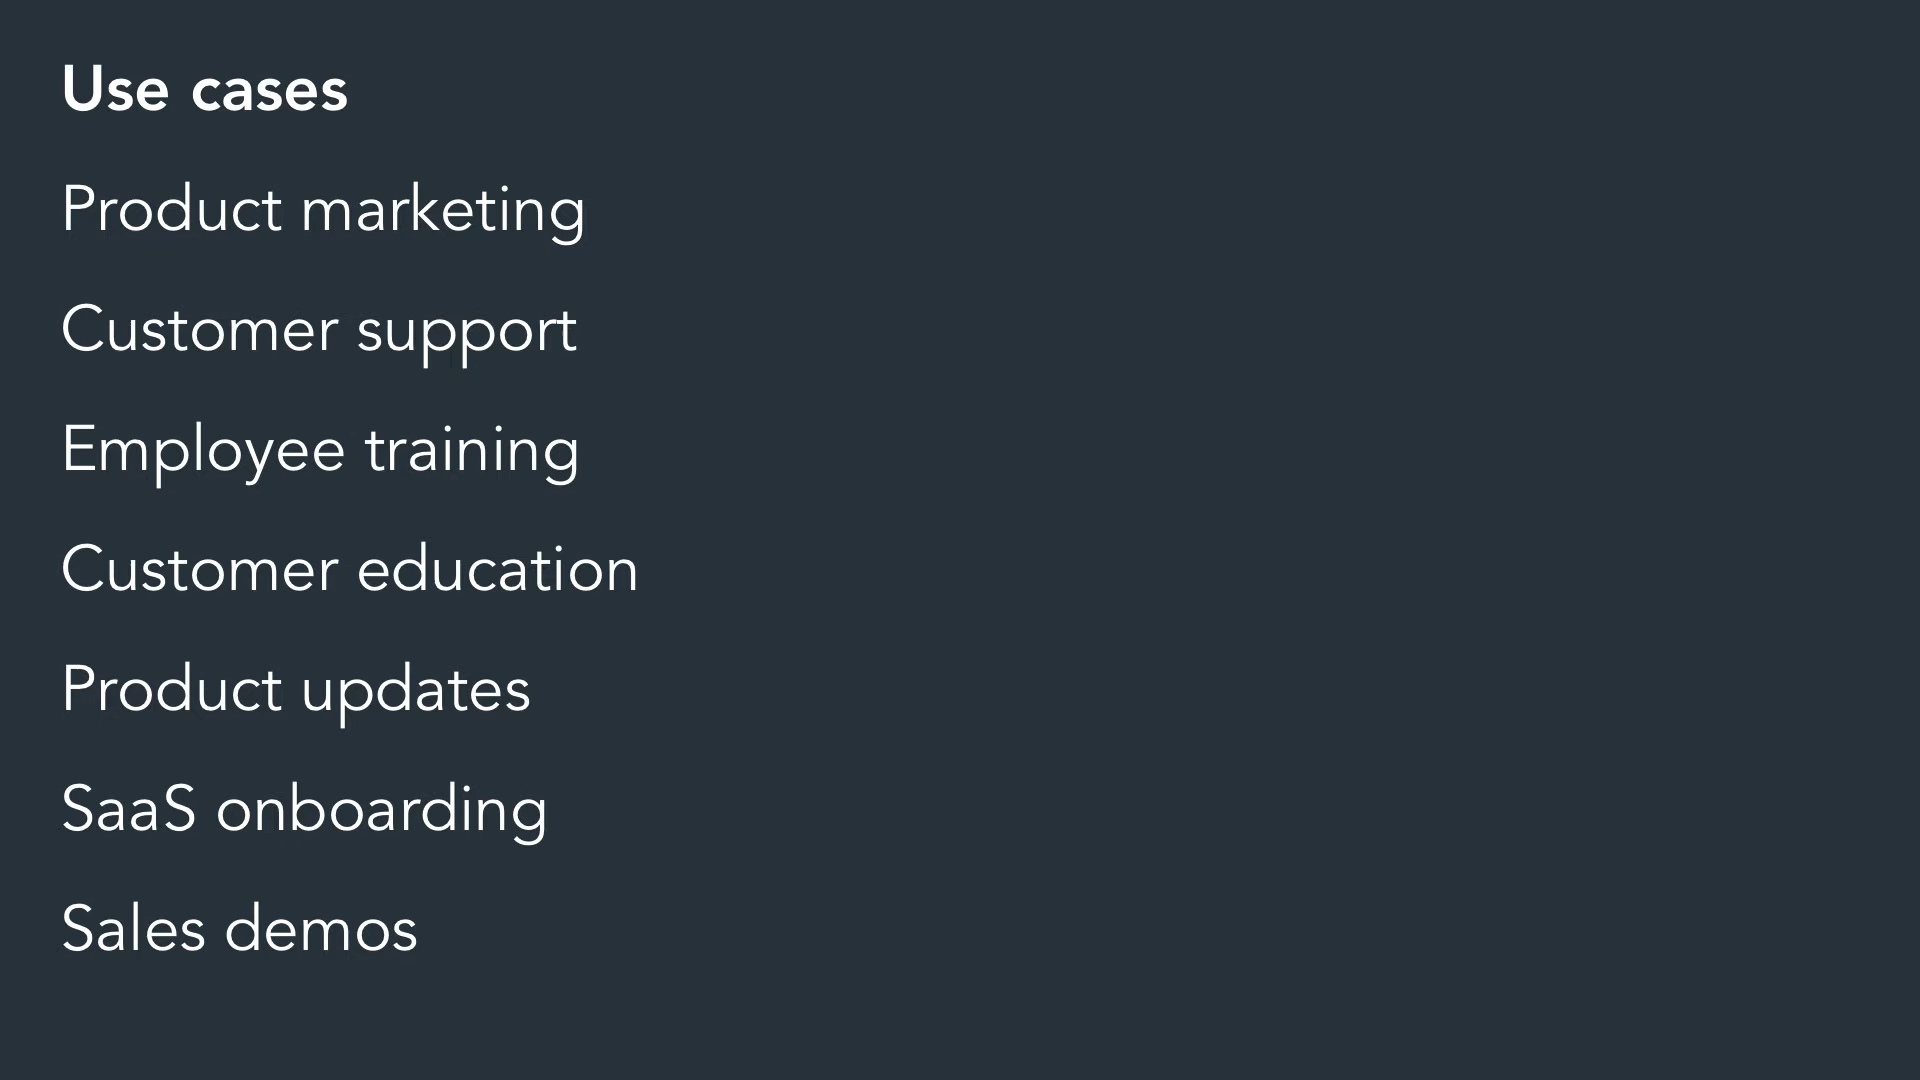 Use cases
Product marketing
Customer support
Employee training
Customer education
Product updates
SaaS onboarding
Sales demos